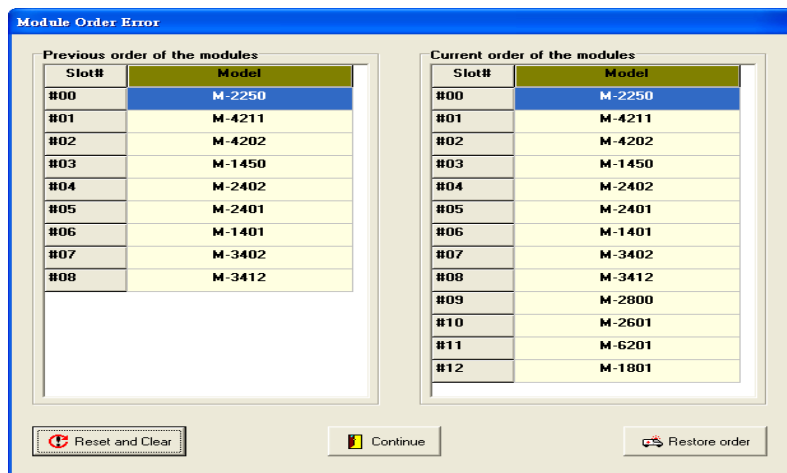 Module Order Error
Previous order of the modules
Slot# Model
#00 M-2250
#01 M-4211
#02 M-4202
#03 M-1450
#04 M-2402
#05 M-2401
#06 M-1401
#07 M-3402
#08 M-3412
Current order of the modules
Slot# Model
#00 M-2250
#01 M-4211
#02 M-4202
#03 M-1450
#04 M-2402
#05 M-2401
#06 M-1401
#07 M-3402
#08 M-3412
#09 M-2800
#10 M-2601
#11 M-6201
#12 M-1801
Reset and Clear
Continue
Restore order